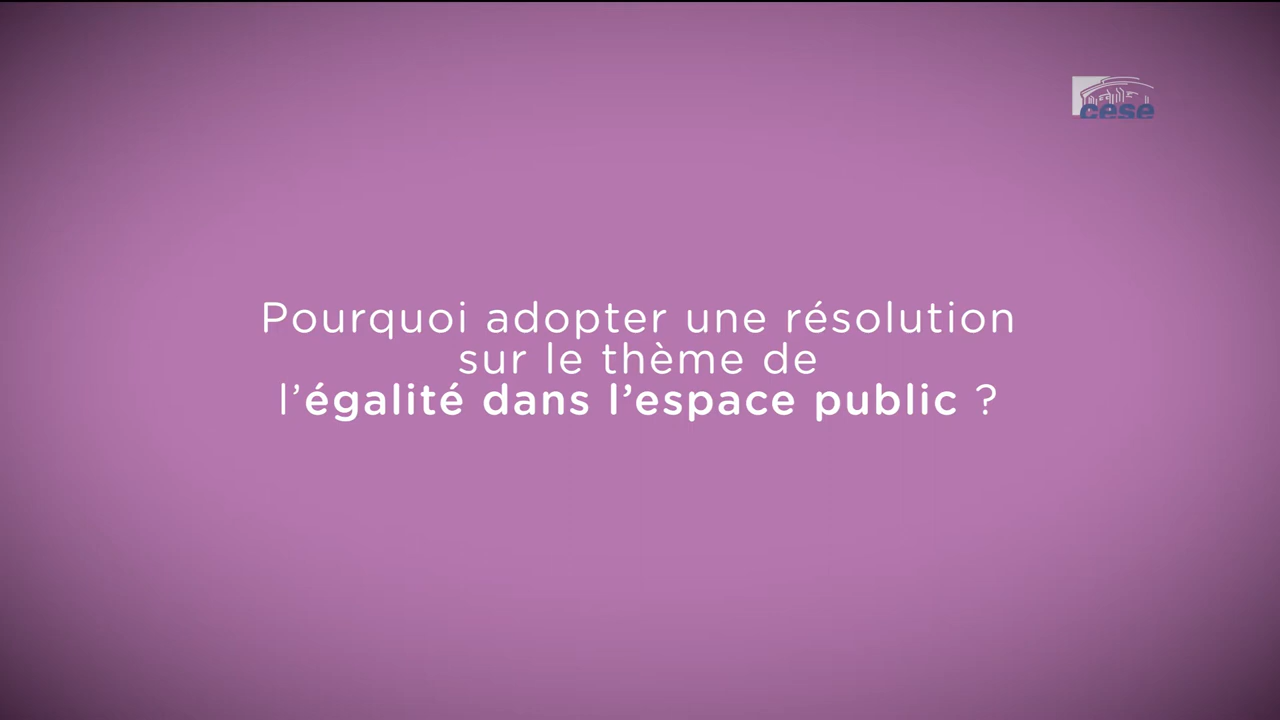 cese
Pourquoi adopter une résolution
sur le thème de
l’égalité dans l’espace public ?